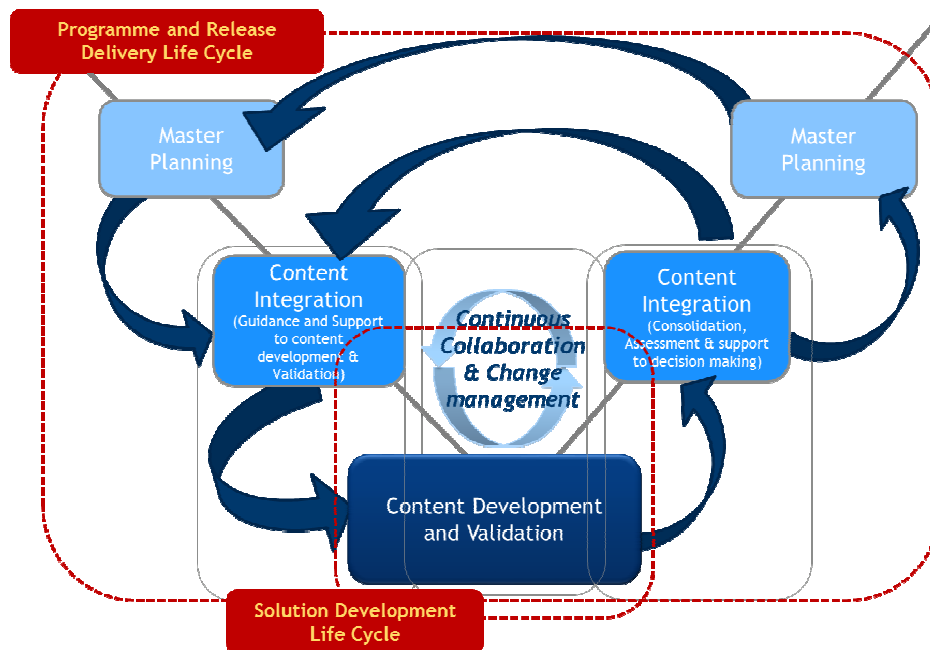 Programme and Release
Delivery Life Cycle
Master
Planning
Master
Planning
Content
Integration
(Guidance and Support
to content
development &
Validation)
Continuous
Collaboration
& Change
management
Content
Integration
(Consolidation,
Assessment & support
to decision making)
Content Development
and Validation
Solution Development
Life Cycle